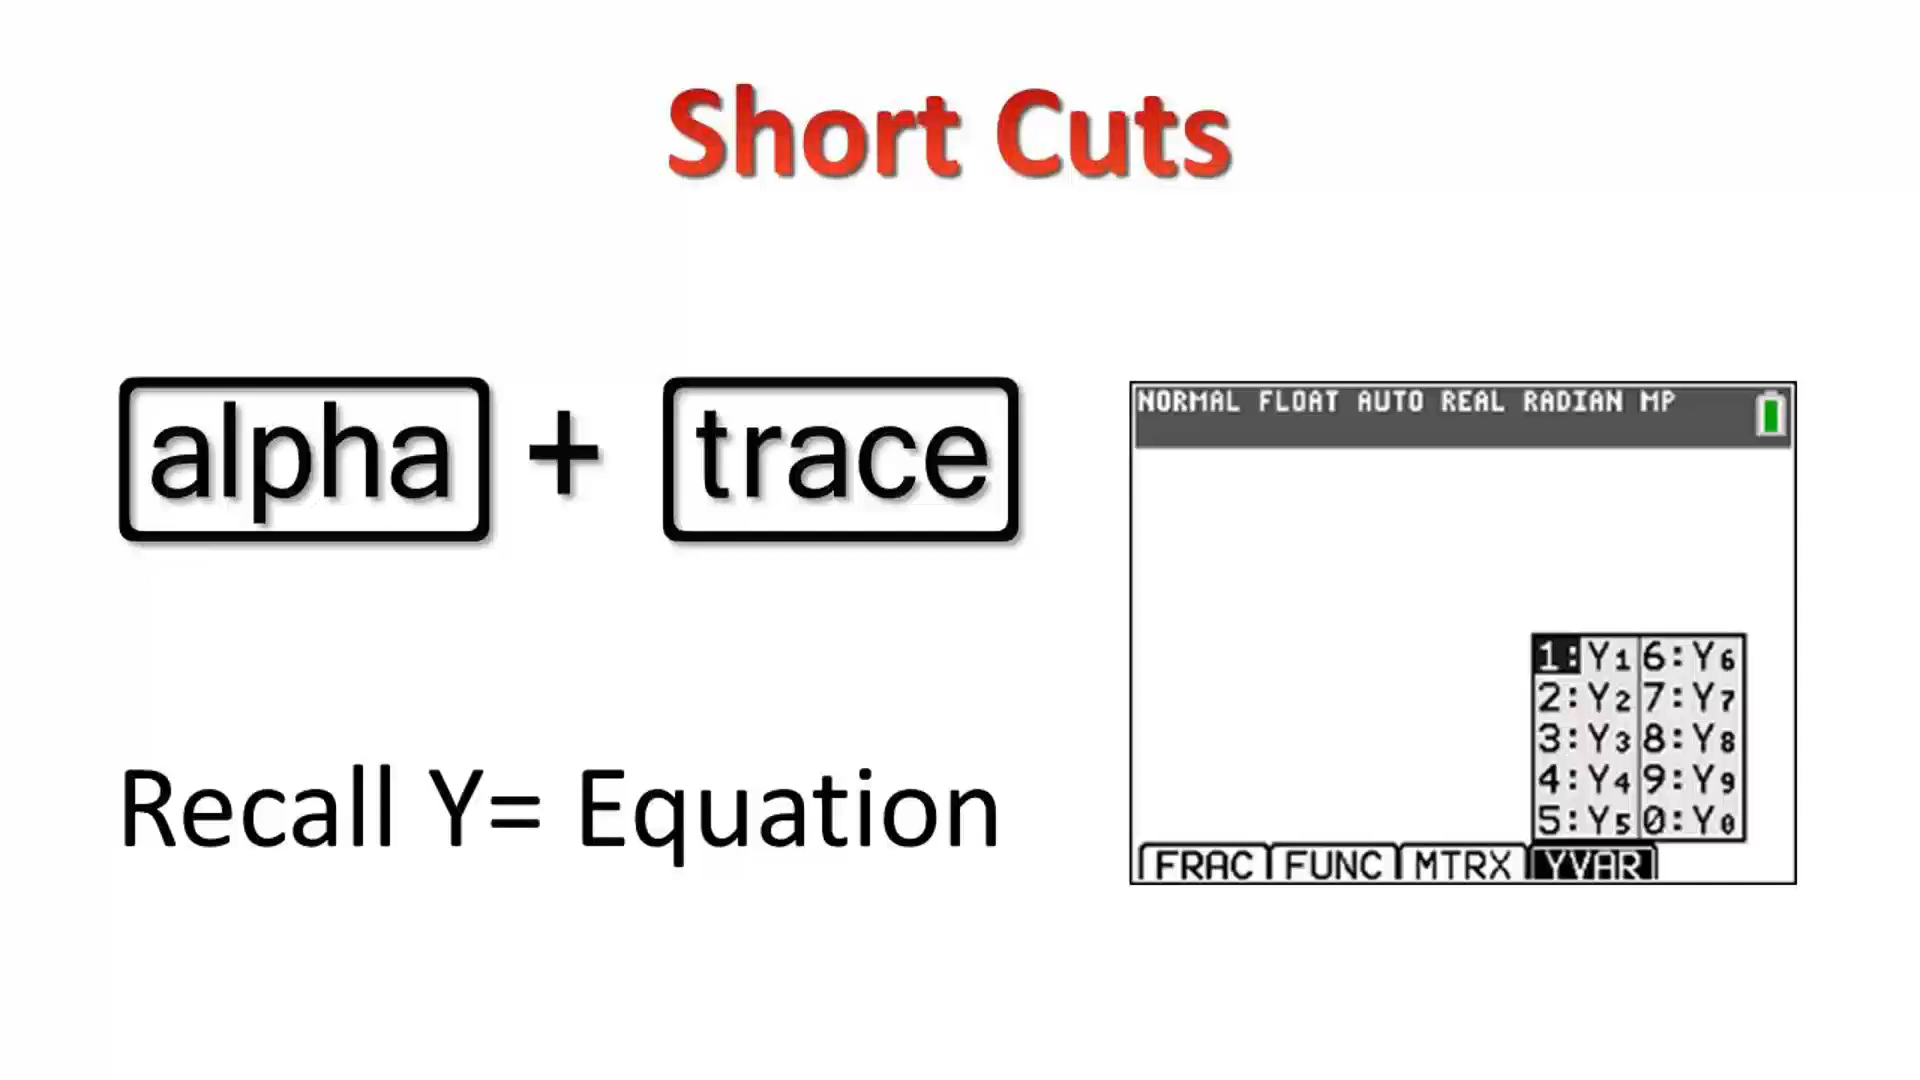 Short Cuts
alpha + trace
Recall Y= Equation
NORMAL FLOAT AUTO REAL RADIAN MP
1:Y1 6:Y6
2:Y2 7:Y7
3:Y3 8:Y8
4:Y4 9:Y9
5:Y5 0:Y0
FRAC FUNC MTRX YVAR